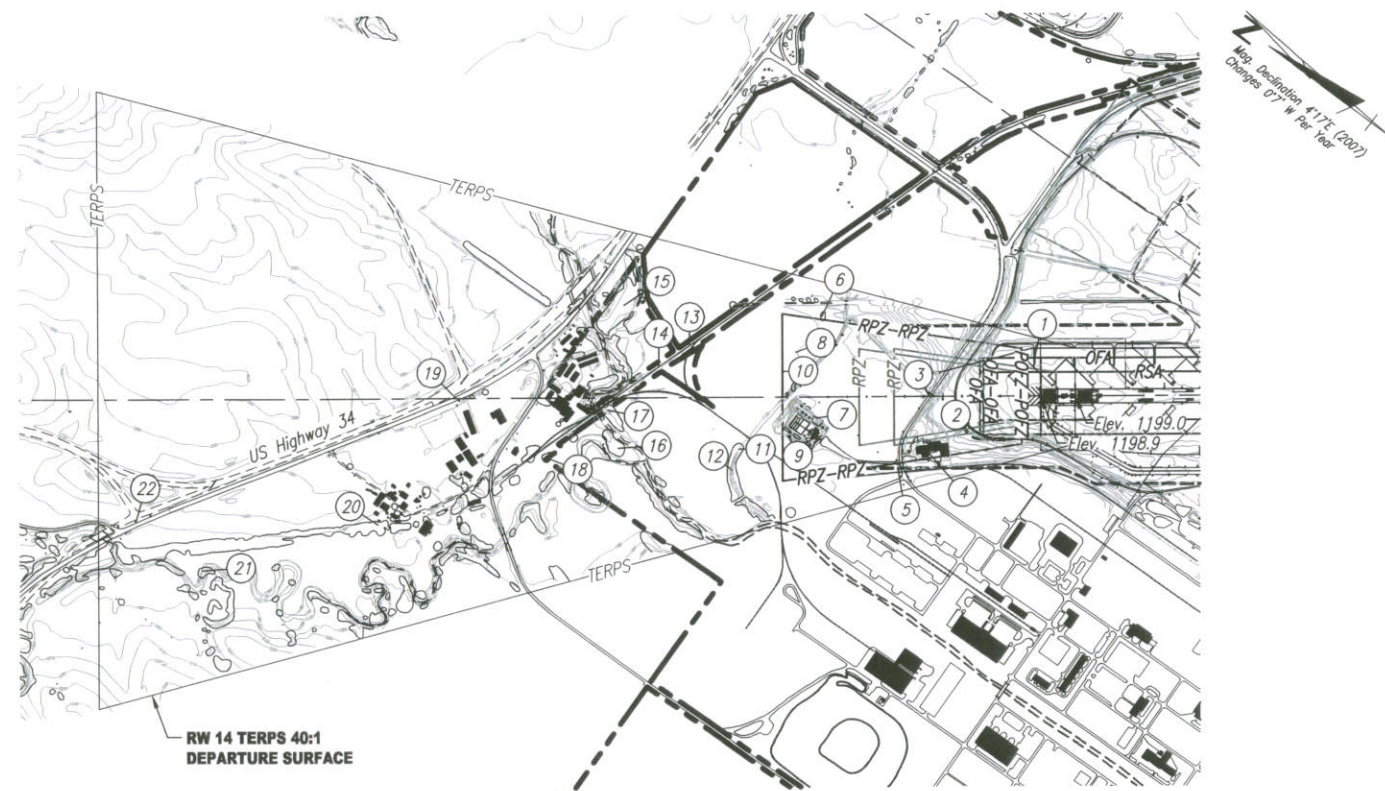 N
Mag. Declination 4°17'E (2007)
Changes 0°7' W Per Year
TERPS
TERPS
6
15
1
13
RPZ-RPZ
14
8
OFA
3
POFZ-POFZ
RSA
RPZ
RPZ
10
OFA-OFA
19
7
2
US Highway 34
17
Elev. 1199.0
16
9
Elev. 1198.9
12
11
18
RPZ-RPZ
4
22
20
5
21
TERPS
RW 14 TERPS 40:1
DEPARTURE SURFACE